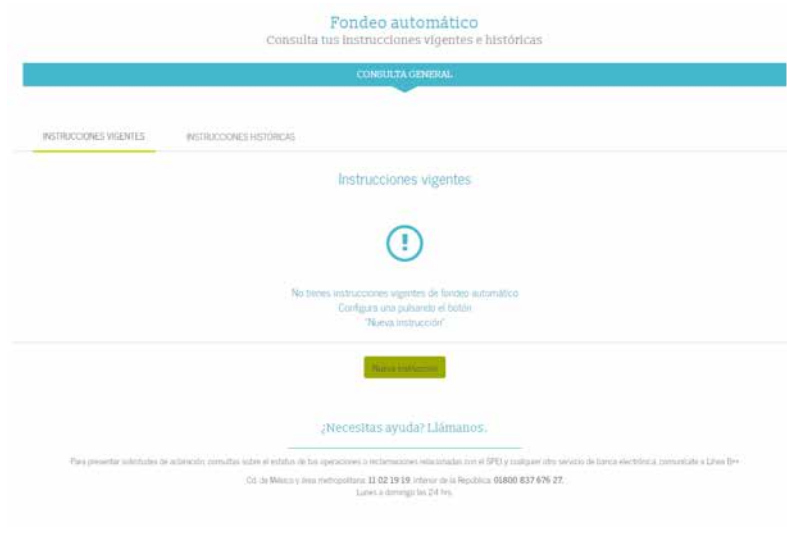 Fondeo automático
Consulta tus instrucciones vigentes e históricas
CONSULTA GENERAL
INSTRUCCIONES VIGENTES
INSTRUCCIONES HISTÓRICAS
Instrucciones vigentes
!
No tienes instrucciones vigentes de fondeo automático
Configura una pulsando el botón
"Nueva instrucción"
Nueva instrucción
¿Necesitas ayuda? Llámanos.
Para presentar solicitudes de aclaración, consultas sobre el estatus de tus operaciones o reclamaciones relacionadas con el SPEI y cualquier otro servicio de banca electrónica, comunícate a Línea B++
Cd. de México y área metropolitana: 11 02 19 19. Interior de la República: 01800 837 676 27.
Lunes a domingo las 24 hrs.